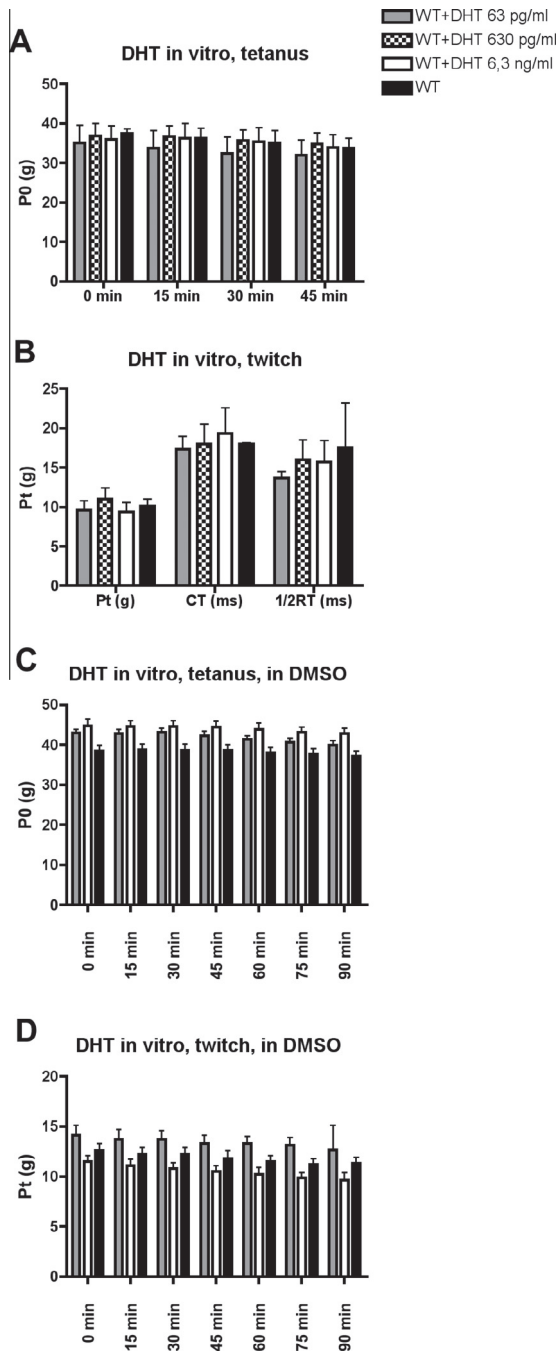 WT+DHT 63 pg/ml
WT+DHT 630 pg/ml
WT+DHT 6,3 ng/ml
WT
A
DHT in vitro, tetanus
P0 (g)
50
40
30
20
10
0
0 min 15 min 30 min 45 min
B
DHT in vitro, twitch
Pt (g)
25
20
15
10
5
0
Pt (g) CT (ms) 1/2RT (ms)
C
DHT in vitro, tetanus, in DMSO
P0 (g)
50
40
30
20
10
0
0 min 15 min 30 min 45 min 60 min 75 min 90 min
D
DHT in vitro, twitch, in DMSO
Pt (g)
20
15
10
5
0
0 min 15 min 30 min 45 min 60 min 75 min 90 min